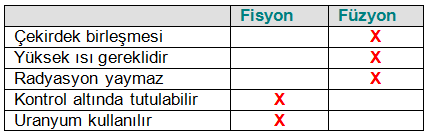 Fisyon Füzyon
Çekirdek birleşmesi X
Yüksek ısı gereklidir X
Radyasyon yaymaz X
Kontrol altında tutulabilir X
Uranyum kullanılır X